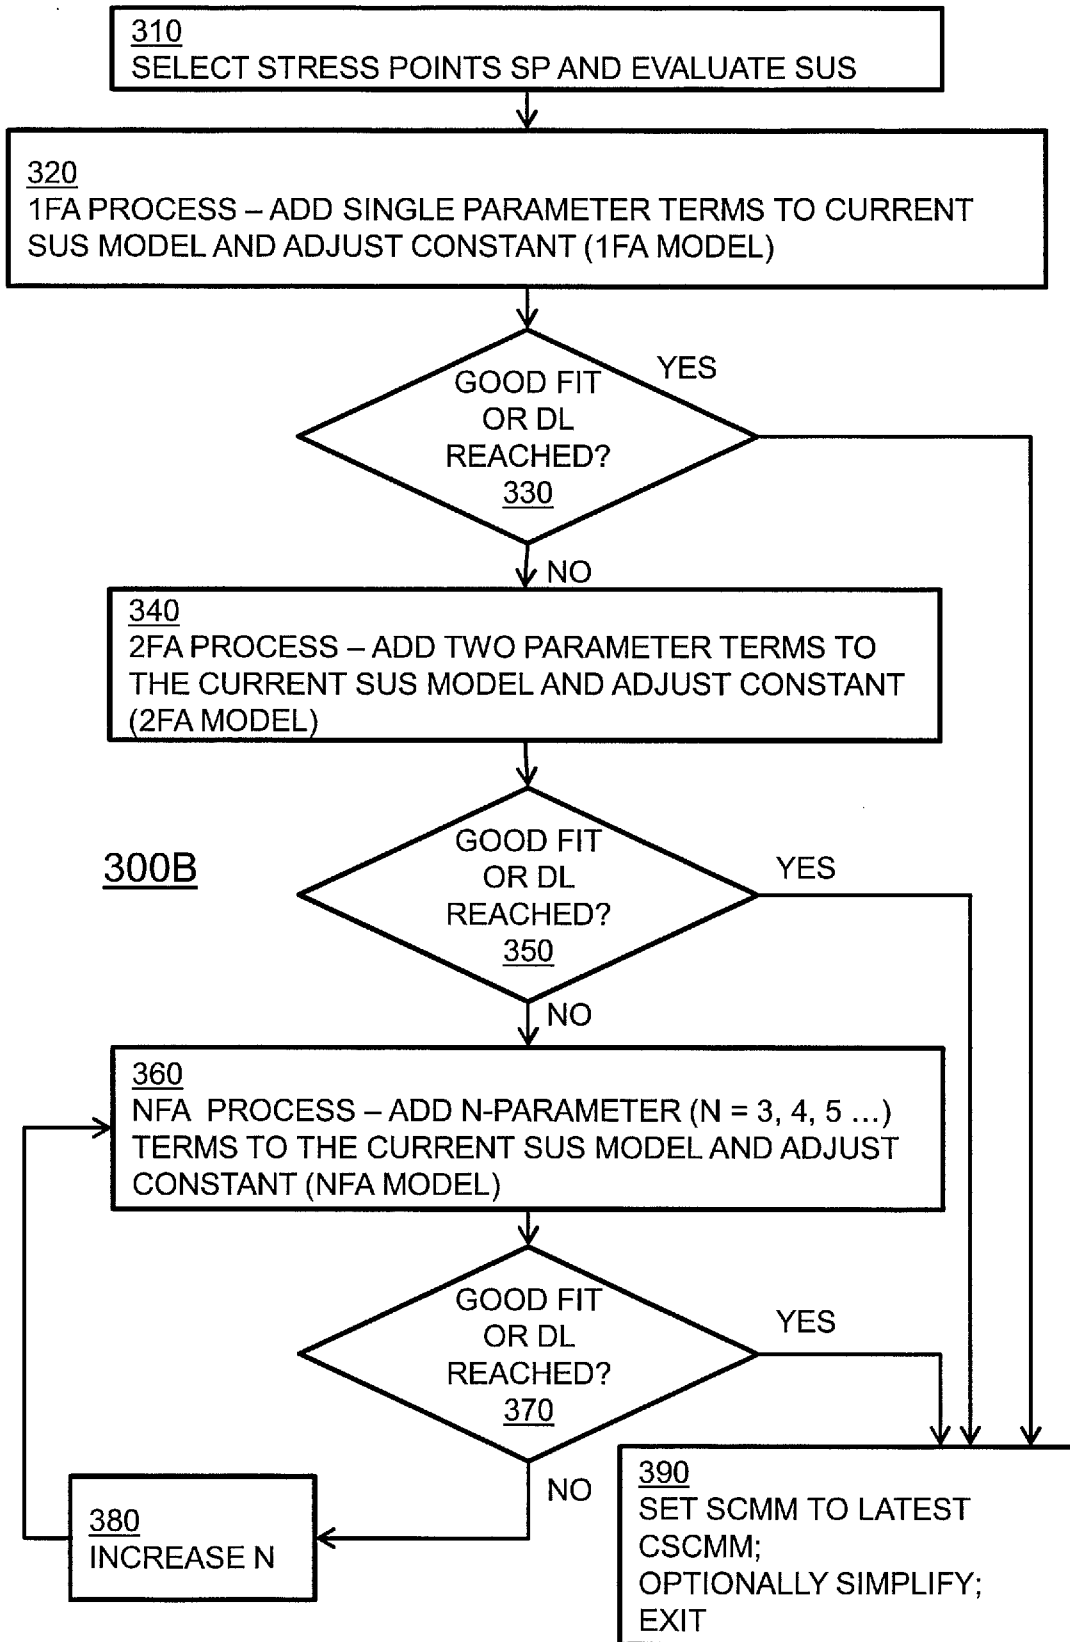 310
SELECT STRESS POINTS SP AND EVALUATE SUS
320
1FA PROCESS – ADD SINGLE PARAMETER TERMS TO CURRENT
SUS MODEL AND ADJUST CONSTANT (1FA MODEL)
GOOD FIT
OR DL
REACHED?
330
YES
NO
340
2FA PROCESS – ADD TWO PARAMETER TERMS TO
THE CURRENT SUS MODEL AND ADJUST CONSTANT
(2FA MODEL)
300B
GOOD FIT
OR DL
REACHED?
350
YES
NO
360
NFA PROCESS – ADD N-PARAMETER (N = 3, 4, 5 ...)
TERMS TO THE CURRENT SUS MODEL AND ADJUST
CONSTANT (NFA MODEL)
GOOD FIT
OR DL
REACHED?
370
YES
NO
380
INCREASE N
390
SET SCMM TO LATEST
CSCMM;
OPTIONALLY SIMPLIFY;
EXIT